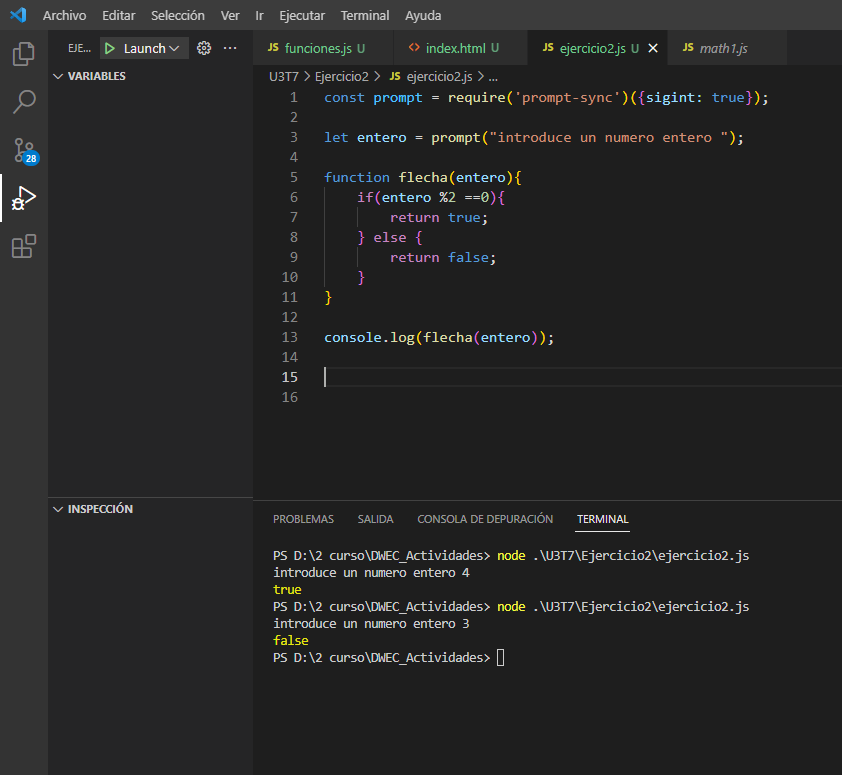 Archivo Editar Selección Ver Ir Ejecutar Terminal Ayuda
EJE... Launch ...
JS funciones.js U <> index.html U JS ejercicio2.js U JS math1.js
VARIABLES
U3T7 > Ejercicio2 > JS ejercicio2.js > ...
28
1 const prompt = require('prompt-sync')({sigint: true});
2
3 let entero = prompt("introduce un numero entero ");
4
5 function flecha(entero){
6 if(entero %2 ==0){
7 return true;
8 } else {
9 return false;
10 }
11 }
12
13 console.log(flecha(entero));
14
15
16
INSPECCIÓN
PROBLEMAS SALIDA CONSOLA DE DEPURACIÓN TERMINAL
PS D:\2 curso\DWEC_Actividades> node .\U3T7\Ejercicio2\ejercicio2.js
introduce un numero entero 4
true
PS D:\2 curso\DWEC_Actividades> node .\U3T7\Ejercicio2\ejercicio2.js
introduce un numero entero 3
false
PS D:\2 curso\DWEC_Actividades>